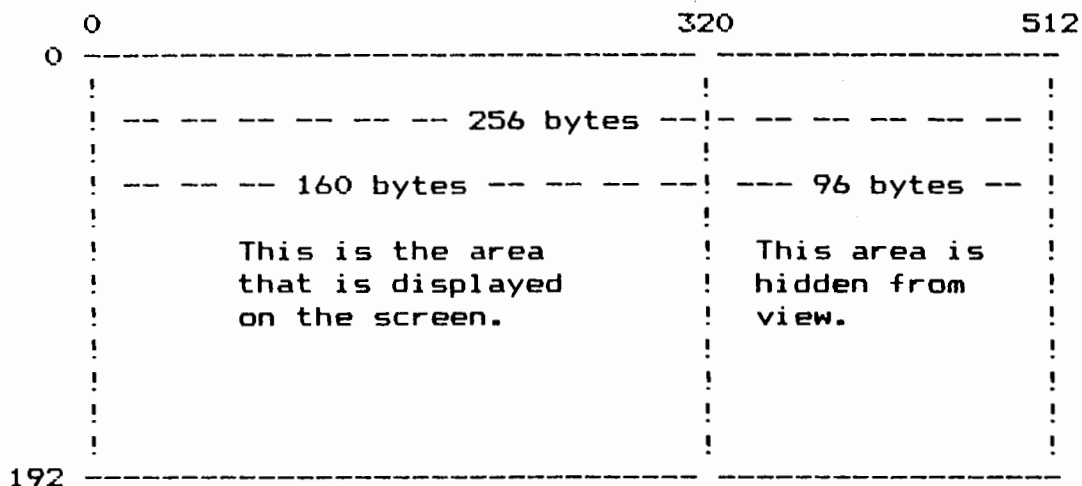 0 320 512
0 ---------------------------------------- -----------------------
! ! !
! -- -- -- -- -- -- 256 bytes --!- -- -- -- -- -- !
! ! !
! -- -- -- 160 bytes -- -- -- --! --- 96 bytes -- !
! ! !
! This is the area ! This area is !
! that is displayed ! hidden from !
! on the screen. ! view. !
! ! !
! ! !
! ! !
! ! !
192 ---------------------------------------- -----------------------